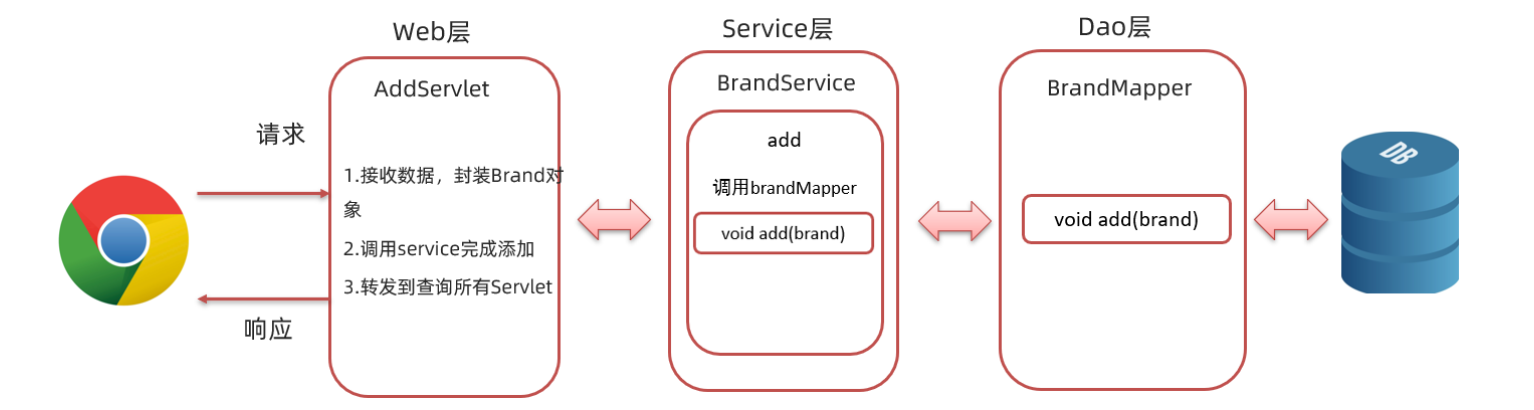 Web层
Service层
Dao层
AddServlet
BrandService
BrandMapper
请求
add
1.接收数据，封装Brand对
象
调用brandMapper
2.调用service完成添加
void add(brand)
void add(brand)
3.转发到查询所有Servlet
响应
DB